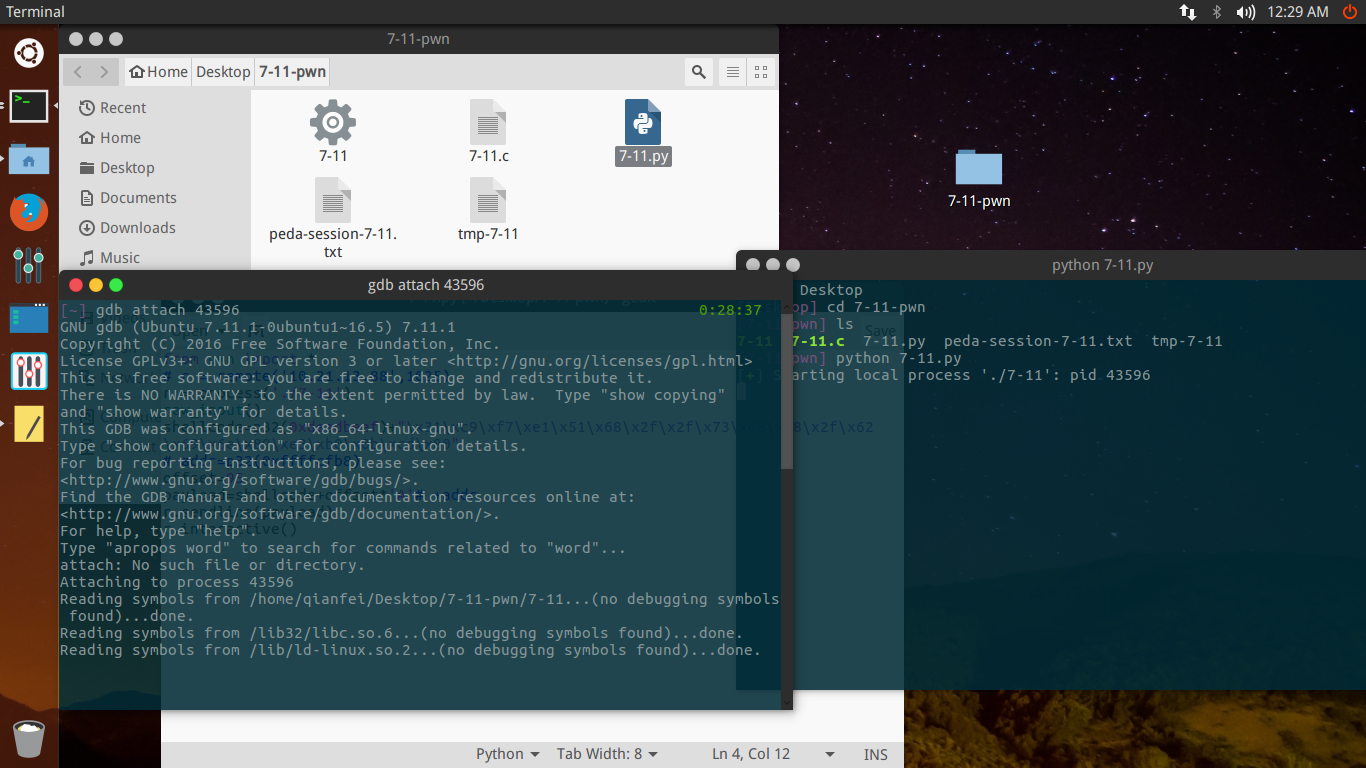 Terminal
12:29 AM
7-11-pwn
Home
Desktop
7-11-pwn
Recent
Home
Desktop
Documents
Downloads
Music
7-11
7-11.c
7-11.py
peda-session-7-11.
txt
tmp-7-11
7-11-pwn
gdb attach 43596
[~] gdb attach 43596 0:28:37
GNU gdb (Ubuntu 7.11.1-0ubuntu1~16.5) 7.11.1
Copyright (C) 2016 Free Software Foundation, Inc.
License GPLv3+: GNU GPL version 3 or later <http://gnu.org/licenses/gpl.html>
This is free software: you are free to change and redistribute it.
There is NO WARRANTY, to the extent permitted by law.  Type "show copying"
and "show warranty" for details.
This GDB was configured as "x86_64-linux-gnu".
Type "show configuration" for configuration details.
For bug reporting instructions, please see:
<http://www.gnu.org/software/gdb/bugs/>.
Find the GDB manual and other documentation resources online at:
<http://www.gnu.org/software/gdb/documentation/>.
For help, type "help".
Type "apropos word" to search for commands related to "word"...
attach: No such file or directory.
Attaching to process 43596
Reading symbols from /home/qianfei/Desktop/7-11-pwn/7-11...(no debugging symbols
found)...done.
Reading symbols from /lib32/libc.so.6...(no debugging symbols found)...done.
Reading symbols from /lib/ld-linux.so.2...(no debugging symbols found)...done.
python 7-11.py
Desktop
op] cd 7-11-pwn
pwn] ls
7-11 7-11.c 7-11.py peda-session-7-11.txt tmp-7-11
pwn] python 7-11.py
[+] Starting local process './7-11': pid 43596
Save
Python
Tab Width: 8
Ln 4, Col 12
INS